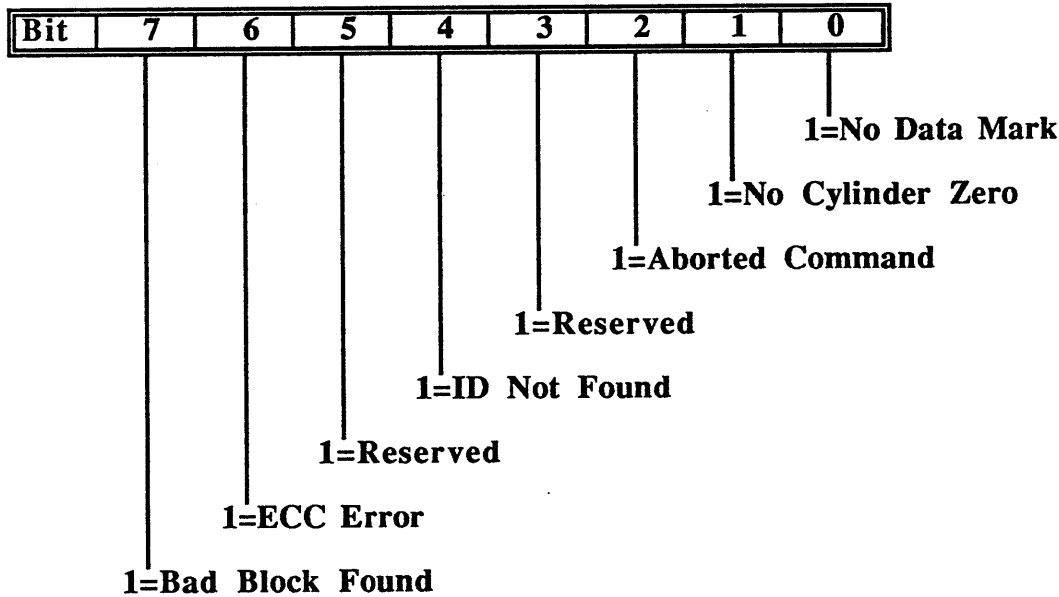 Bit 7 6 5 4 3 2 1 0
1=No Data Mark
1=No Cylinder Zero
1=Aborted Command
1=Reserved
1=ID Not Found
1=Reserved
1=ECC Error
1=Bad Block Found